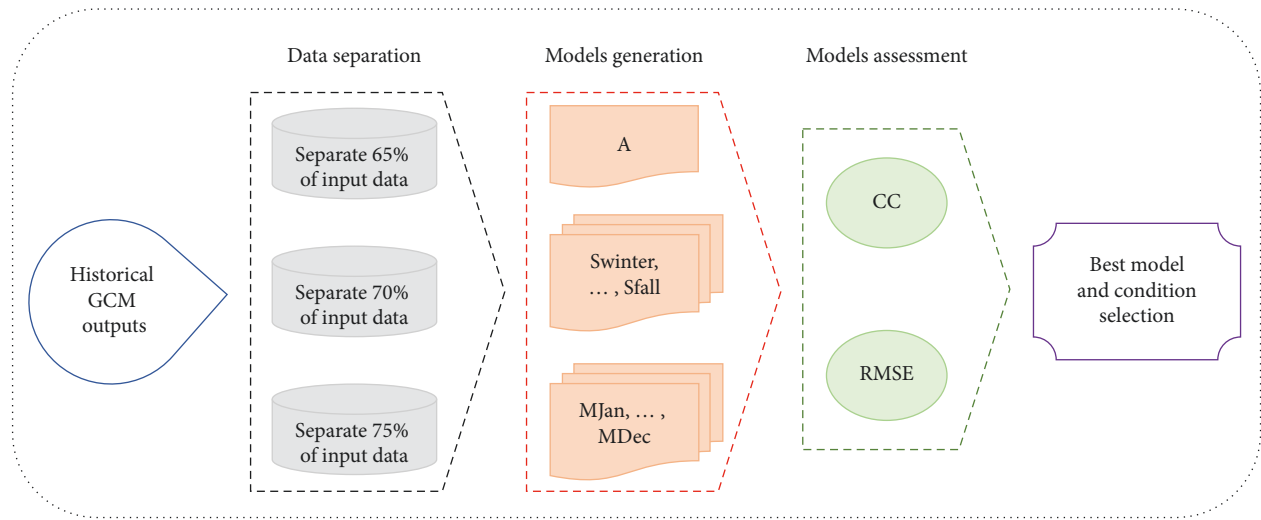 Data separation
Models generation
Models assessment
Historical
GCM
outputs
Separate 65%
of input data
Separate 70%
of input data
Separate 75%
of input data
A
Swinter,
... , Sfall
MJan, ... ,
MDec
CC
RMSE
Best model
and condition
selection